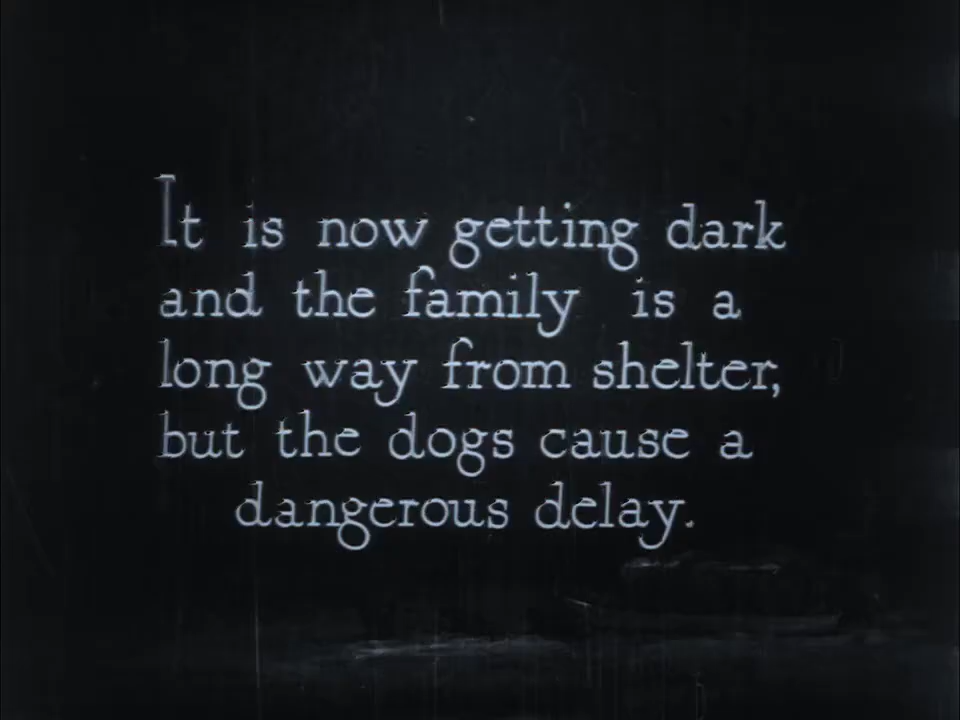 It is now getting dark
and the family is a
long way from shelter,
but the dogs cause a
dangerous delay.